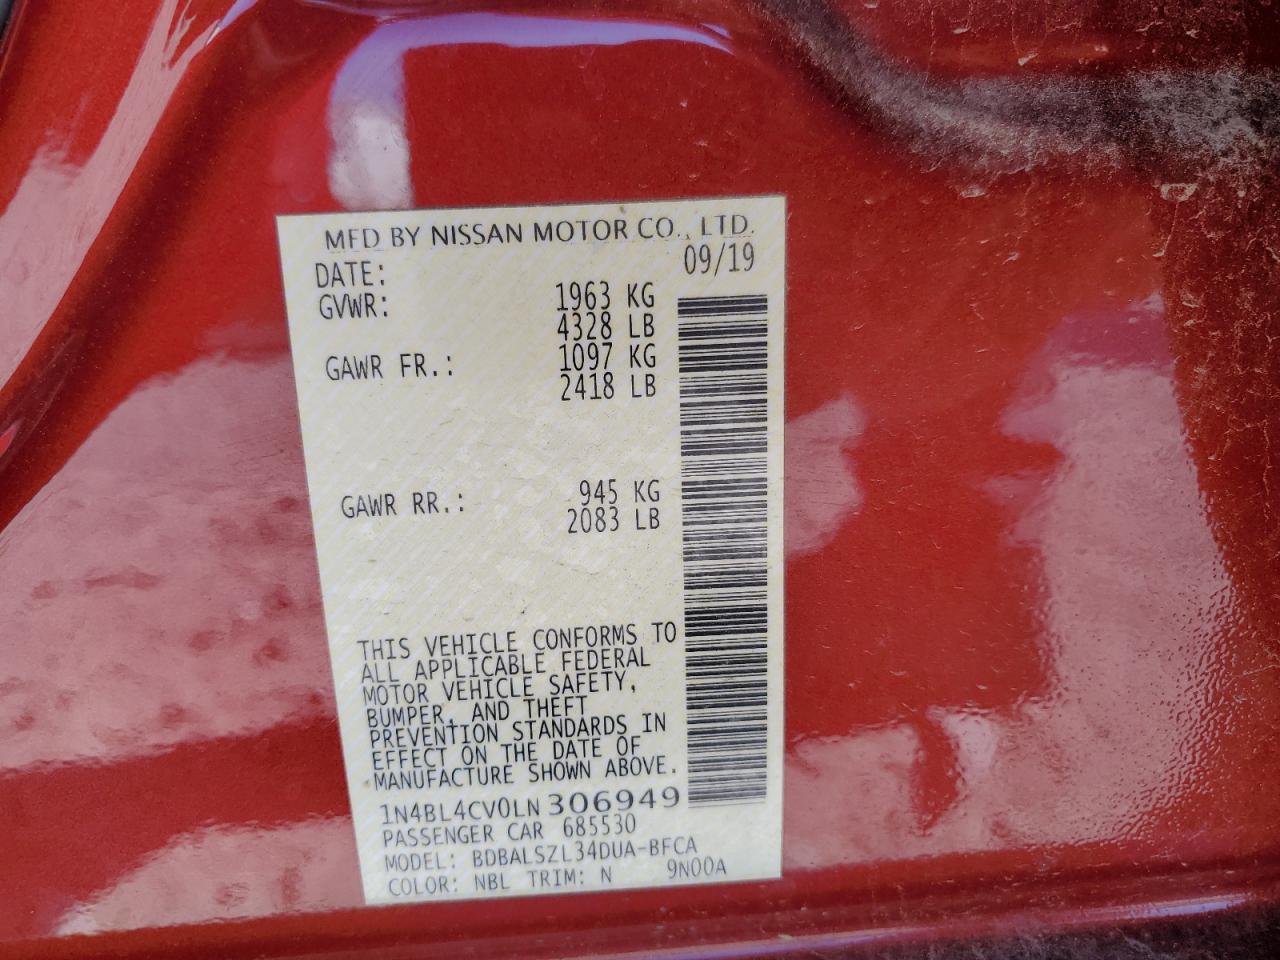 MFD BY NISSAN MOTOR CO., LTD.
DATE: 09/19
GVWR: 1963 KG
4328 LB
GAWR FR.: 1097 KG
2418 LB
GAWR RR.: 945 KG
2083 LB
THIS VEHICLE CONFORMS TO
ALL APPLICABLE FEDERAL
MOTOR VEHICLE SAFETY,
BUMPER, AND THEFT
PREVENTION STANDARDS IN
EFFECT ON THE DATE OF
MANUFACTURE SHOWN ABOVE.
1N4BL4CV0LN306949
PASSENGER CAR 685530
MODEL: BDBALSZL34DUA-BFCA
COLOR: NBL TRIM: N 9N00A